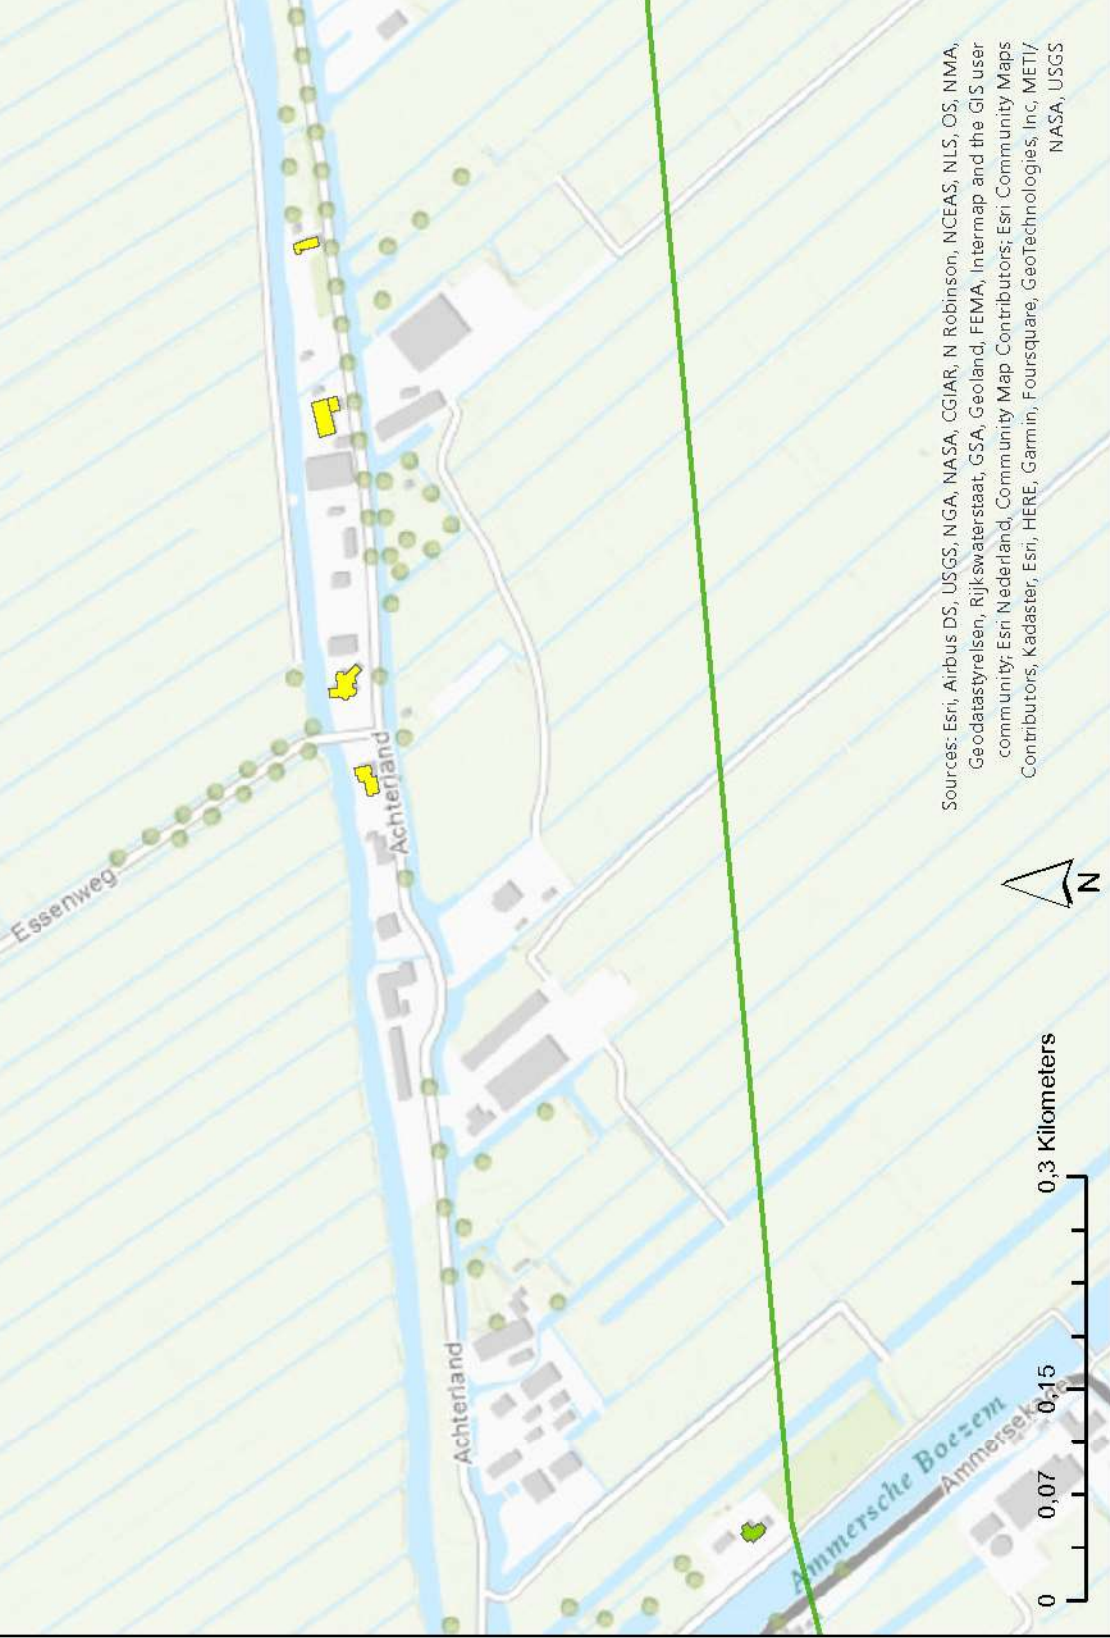 Essenweg
Achterland
Achterland
Ammersche Boezem
Ammersekade
Sources: Esri, Airbus DS, USGS, NGA, NASA, CGIAR, N Robinson, NCEAS, NLS, OS, NMA,
Geodatastyrelsen, Rijkswaterstaat, GSA, Geoland, FEMA, Intermap and the GIS user
community; Esri Nederland, Community Map Contributors; Esri Community Maps
Contributors, Kadaster, Esri, HERE, Garmin, Foursquare, GeoTechnologies, Inc, METI/
NASA, USGS
N
0 0,07 0,15 0,3 Kilometers